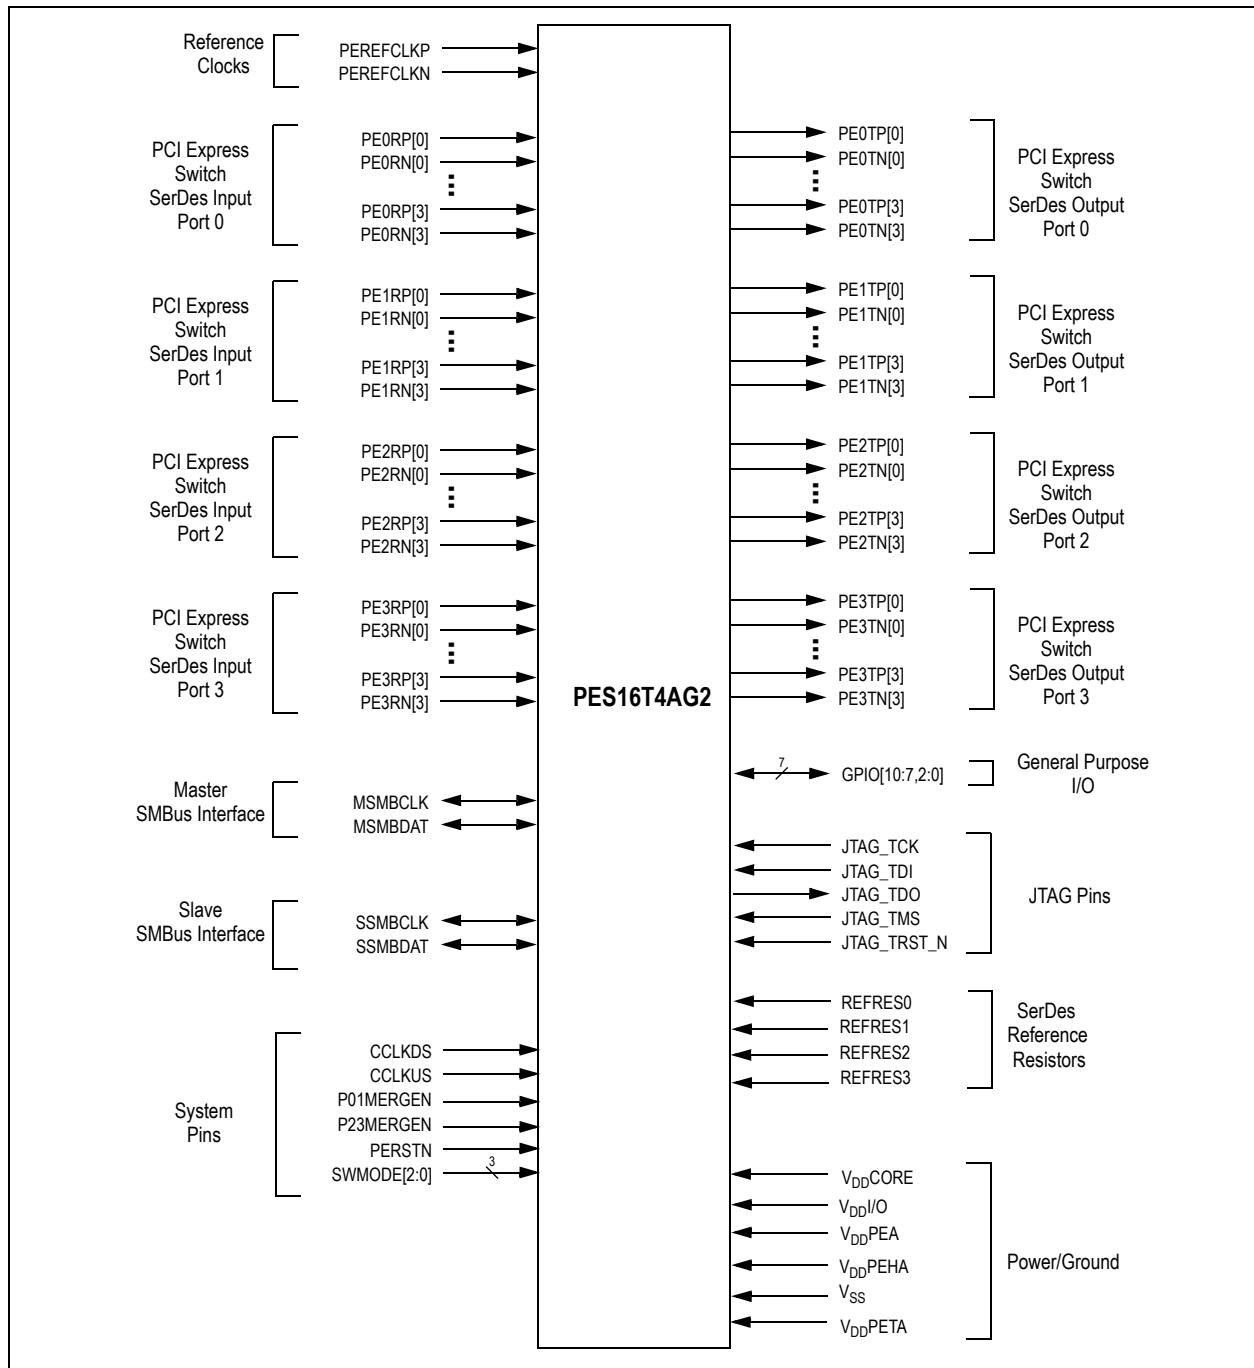 Reference
Clocks
PEREFCLKP
PEREFCLKN
PCI Express
Switch
SerDes Input
Port 0
PE0RP[0]
PE0RN[0]
PE0RP[3]
PE0RN[3]
PCI Express
Switch
SerDes Input
Port 1
PE1RP[0]
PE1RN[0]
PE1RP[3]
PE1RN[3]
PCI Express
Switch
SerDes Input
Port 2
PE2RP[0]
PE2RN[0]
PE2RP[3]
PE2RN[3]
PCI Express
Switch
SerDes Input
Port 3
PE3RP[0]
PE3RN[0]
PE3RP[3]
PE3RN[3]
Master
SMBus Interface
MSMBCLK
MSMBDAT
Slave
SMBus Interface
SSMBCLK
SSMBDAT
System
Pins
CCLKDS
CCLKUS
P01MERGEN
P23MERGEN
PERSTN
SWMODE[2:0]
3
PES16T4AG2
PE0TP[0]
PE0TN[0]
PE0TP[3]
PE0TN[3]
PCI Express
Switch
SerDes Output
Port 0
PE1TP[0]
PE1TN[0]
PE1TP[3]
PE1TN[3]
PCI Express
Switch
SerDes Output
Port 1
PE2TP[0]
PE2TN[0]
PE2TP[3]
PE2TN[3]
PCI Express
Switch
SerDes Output
Port 2
PE3TP[0]
PE3TN[0]
PE3TP[3]
PE3TN[3]
PCI Express
Switch
SerDes Output
Port 3
7
GPIO[10:7,2:0]
General Purpose
I/O
JTAG_TCK
JTAG_TDI
JTAG_TDO
JTAG_TMS
JTAG_TRST_N
JTAG Pins
REFRES0
REFRES1
REFRES2
REFRES3
SerDes
Reference
Resistors
VDDCORE
VDDI/O
VDDPEA
VDDPEHA
VSS
VDDPETA
Power/Ground